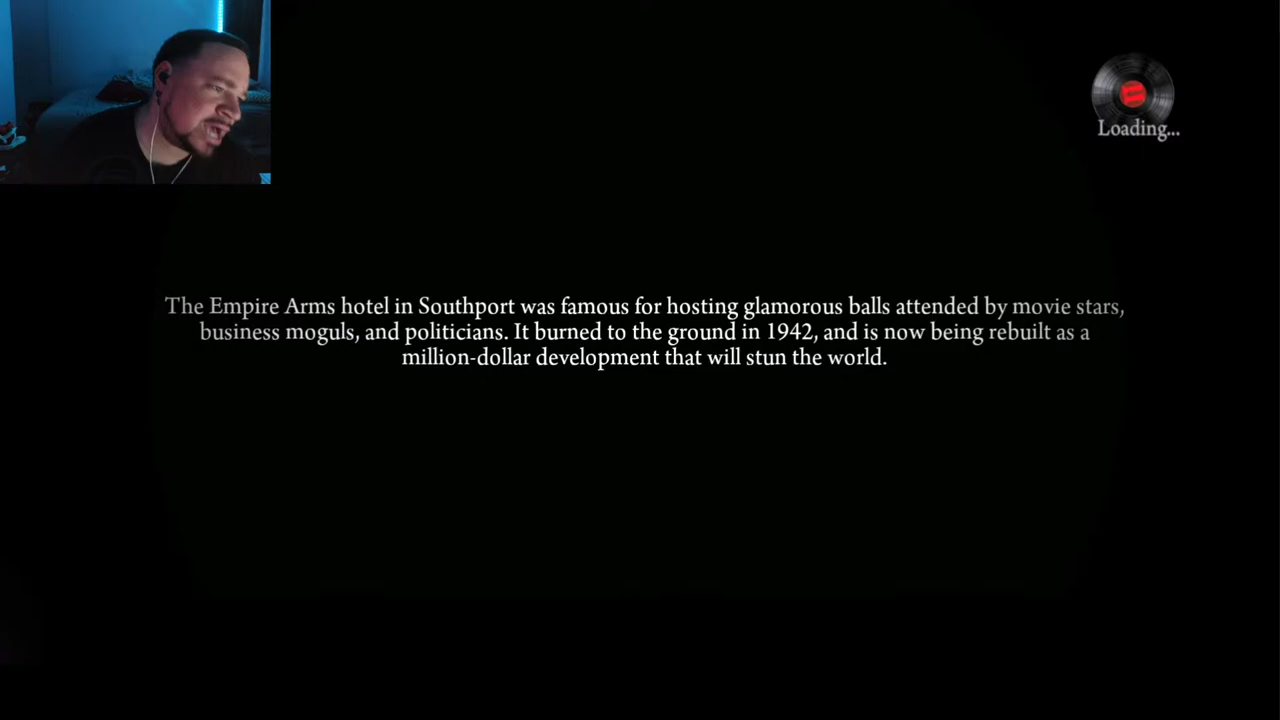 Loading...
The Empire Arms hotel in Southport was famous for hosting glamorous balls attended by movie stars,
business moguls, and politicians. It burned to the ground in 1942, and is now being rebuilt as a
million-dollar development that will stun the world.